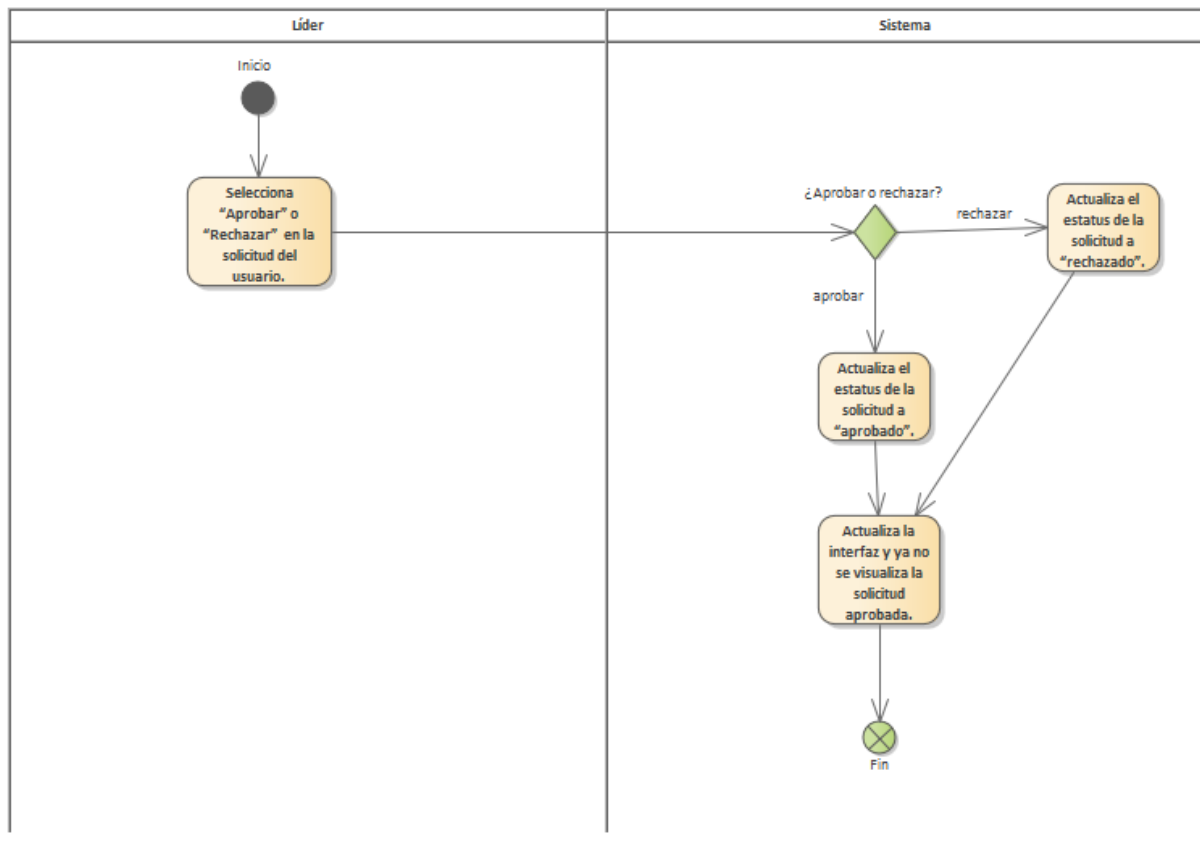 Líder
Sistema
Inicio
Selecciona
“Aprobar” o
“Rechazar” en la
solicitud del
usuario.
¿Aprobar o rechazar?
rechazar
Actualiza el
estatus de la
solicitud a
“rechazado”.
aprobar
Actualiza el
estatus de la
solicitud a
“aprobado”.
Actualiza la
interfaz y ya no
se visualiza la
solicitud
aprobada.
Fin